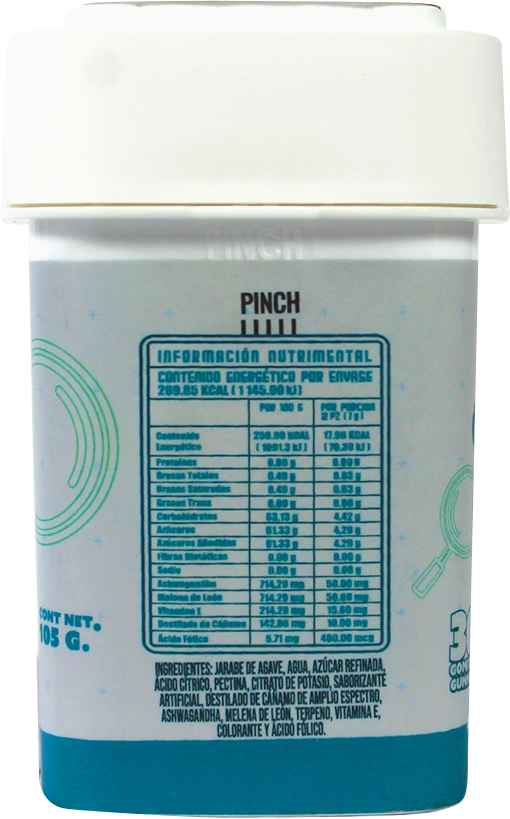 PINCH
PINCH
INFORMACIÓN NUTRIMENTAL
CONTENIDO ENERGÉTICO POR ENVASE
269.85 KCAL (1145.90 kJ)
POR 100 G POR PORCION 2 PZ (7g)
Contenido Energético 259.90 KCAL (1091.3 kJ) 17.99 KCAL (76.39 kJ)
Proteínas 0.00 g 0.00 g
Grasas Totales 0.40 g 0.03 g
Grasas Saturadas 0.40 g 0.03 g
Grasas Trans 0.00 g 0.00 g
Carbohidratos 63.13 g 4.42 g
Azúcares 61.33 g 4.29 g
Azúcares Añadidos 61.33 g 4.29 g
Fibras Dietéticas 0.00 g 0.00 g
Sodio 0.00 g 0.00 g
Ashwagandha 714.29 mg 50.00 mg
Melena de León 714.29 mg 50.00 mg
Vitamina E 214.29 mg 15.00 mg
Destilado de Cáñamo 142.86 mg 10.00 mg
Ácido Fólico 5.71 mg 400.00 mcg
CONT NET.
105 G.
30
INGREDIENTES: JARABE DE AGAVE, AGUA, AZÚCAR REFINADA,
ÁCIDO CÍTRICO, PECTINA, CITRATO DE POTASIO, SABORIZANTE
ARTIFICIAL, DESTILADO DE CÁÑAMO DE AMPLIO ESPECTRO,
ASHWAGANDHA, MELENA DE LEÓN, TERPENO, VITAMINA E,
COLORANTE Y ÁCIDO FÓLICO.